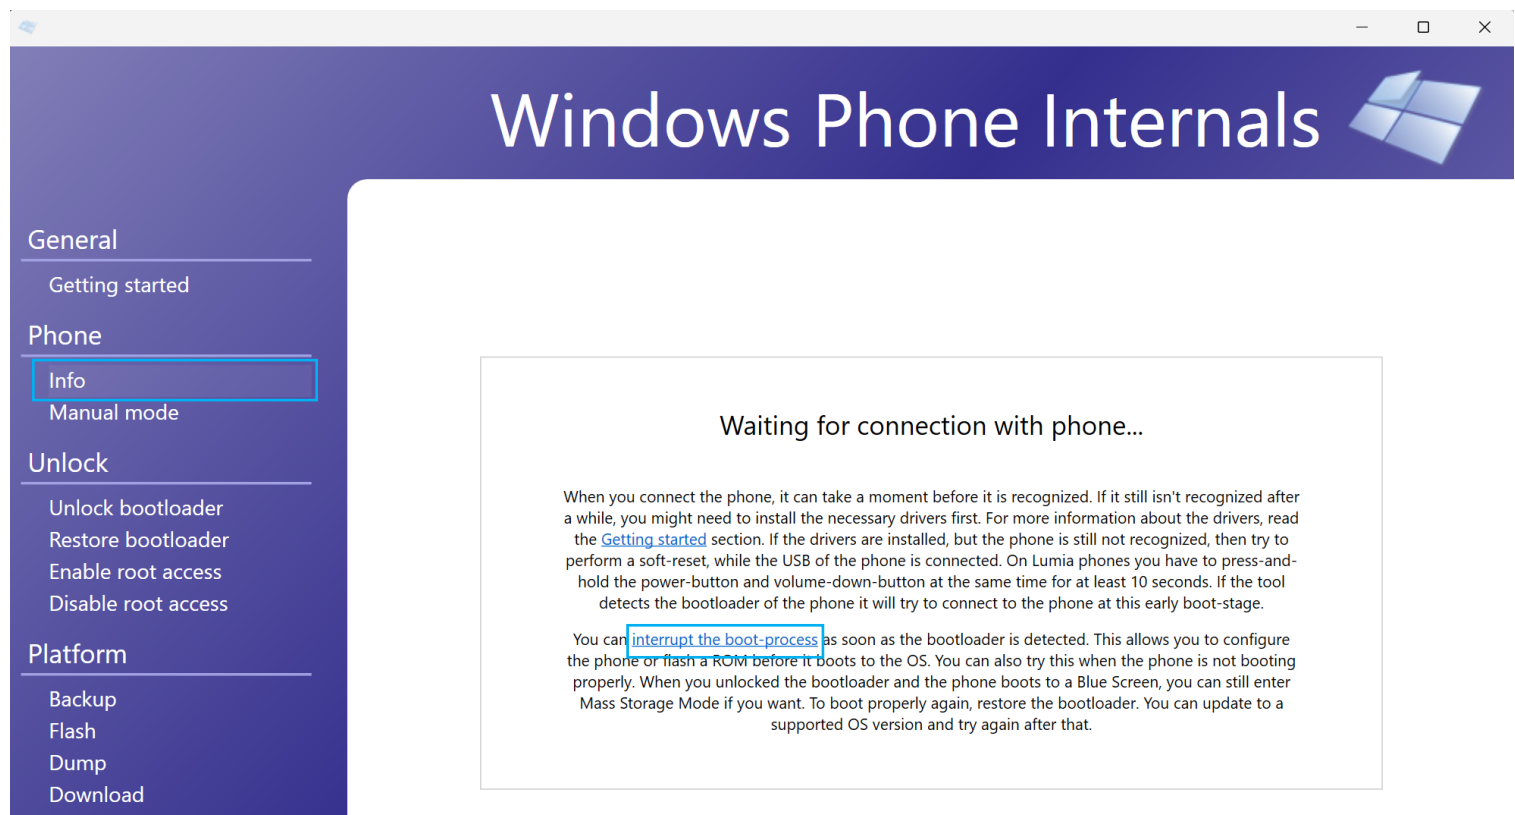 Windows Phone Internals
General
Getting started
Phone
Info
Manual mode
Unlock
Unlock bootloader
Restore bootloader
Enable root access
Disable root access
Platform
Backup
Flash
Dump
Download
Waiting for connection with phone...
When you connect the phone, it can take a moment before it is recognized. If it still isn't recognized after
a while, you might need to install the necessary drivers first. For more information about the drivers, read
the Getting started section. If the drivers are installed, but the phone is still not recognized, then try to
perform a soft-reset, while the USB of the phone is connected. On Lumia phones you have to press-and-
hold the power-button and volume-down-button at the same time for at least 10 seconds. If the tool
detects the bootloader of the phone it will try to connect to the phone at this early boot-stage.
You can interrupt the boot-process as soon as the bootloader is detected. This allows you to configure
the phone or flash a ROM before it boots to the OS. You can also try this when the phone is not booting
properly. When you unlocked the bootloader and the phone boots to a Blue Screen, you can still enter
Mass Storage Mode if you want. To boot properly again, restore the bootloader. You can update to a
supported OS version and try again after that.